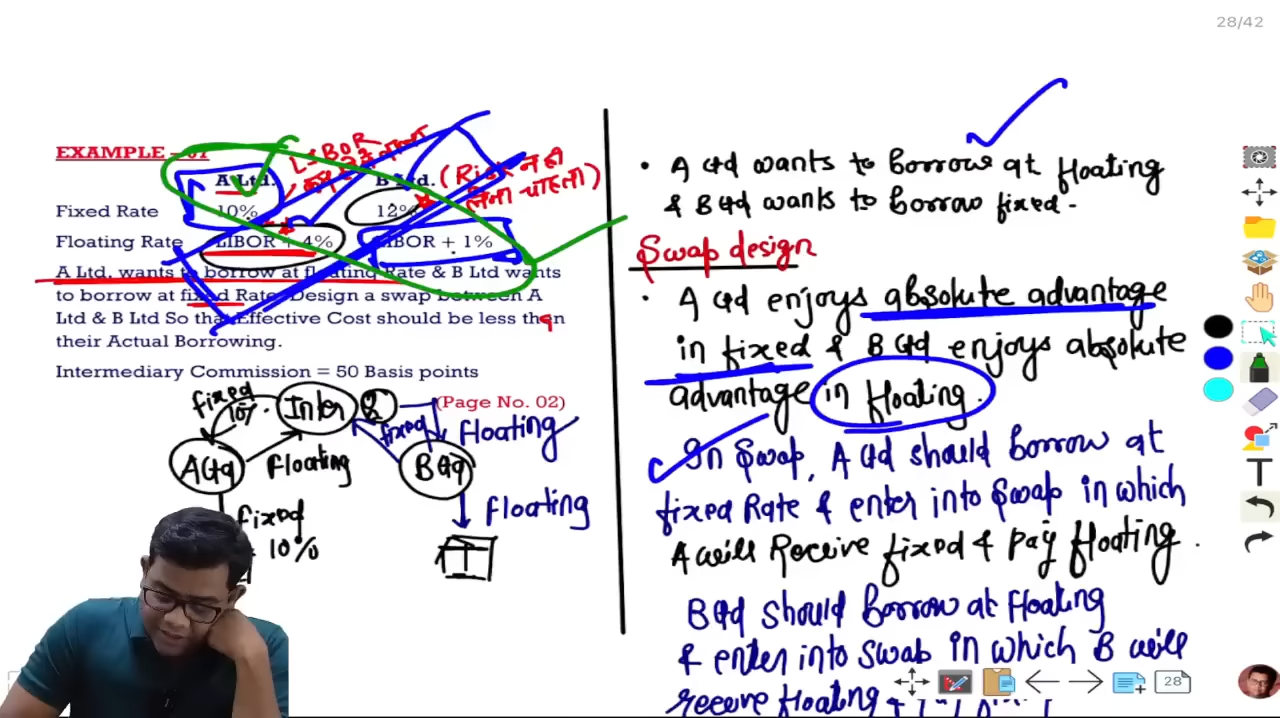 28/42
EXAMPLE – 01
A Ltd. B Ltd.
Fixed Rate 10% 12%
Floating Rate LIBOR + 4% LIBOR + 1%
A Ltd. wants to borrow at floating Rate & B Ltd wants
to borrow at fixed Rate. Design a swap between A
Ltd & B Ltd So that Effective Cost should be less then
their Actual Borrowing.
Intermediary Commission = 50 Basis points
(Page No. 02)
LIBOR
(Risk नही
लेना चाहता)
fixed
10%
Inter
fixed
Floating
A Ltd
Floating
B Ltd
fixed
10%
Floating
• A Ltd wants to borrow at floating
& B Ltd wants to borrow fixed.
Swap design
• A Ltd enjoys absolute advantage
in fixed & B Ltd enjoys absolute
advantage in floating.
In Swap, A Ltd should borrow at
fixed Rate & enter into Swap in which
A will Receive fixed & pay floating.
B Ltd should borrow at floating
& enter into swap in which B will
receive floating
28